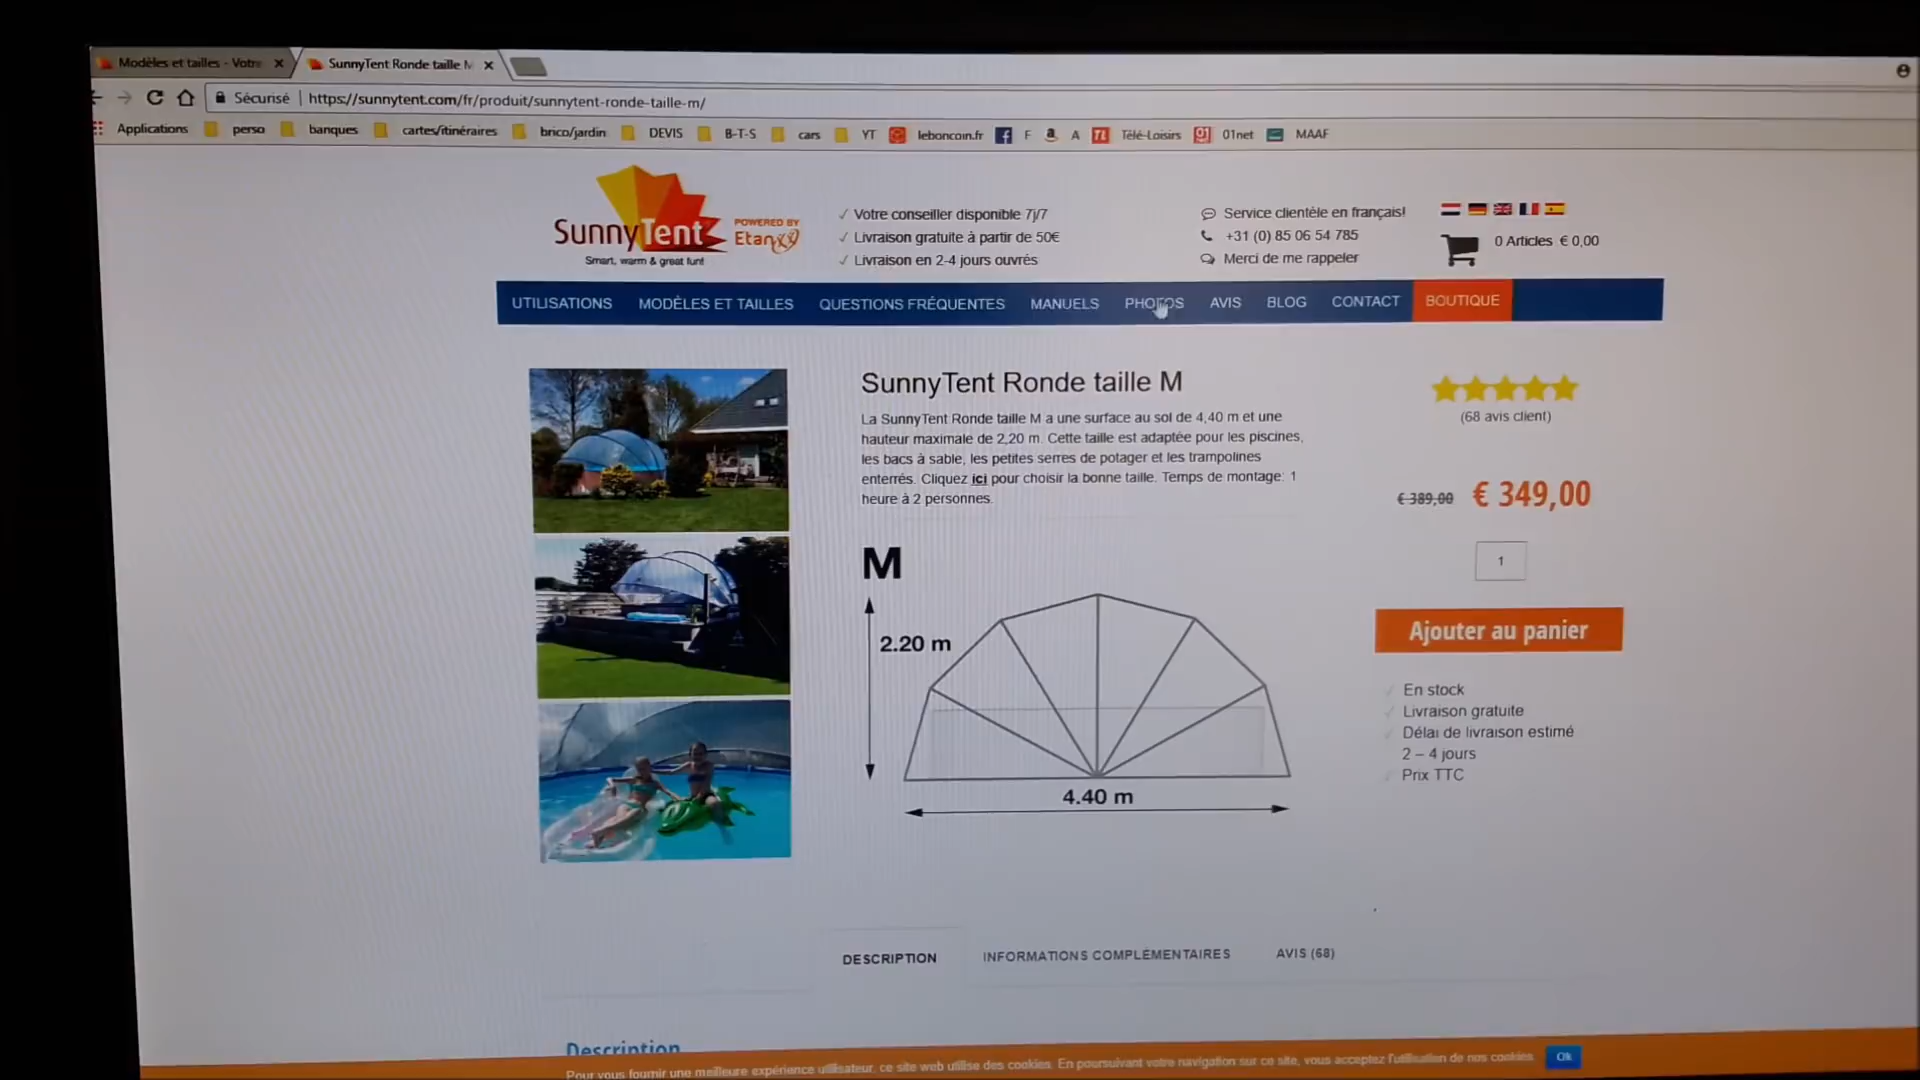 Modèles et tailles - Votre
SunnyTent Ronde taille M
Sécurisé | https://sunnytent.com/fr/produit/sunnytent-ronde-taille-m/
Applications perso banques cartes/itinéraires brico/jardin DEVIS B-T-S cars YT leboncoin.fr F A Télé-Loisirs 01net MAAF
SunnyTent
POWERED BY
Etanxx
Smart, warm & great fun!
✓ Votre conseiller disponible 7j/7
✓ Livraison gratuite à partir de 50€
✓ Livraison en 2-4 jours ouvrés
Service clientèle en français!
+31 (0) 85 06 54 785
Merci de me rappeler
0 Articles € 0,00
UTILISATIONS MODÈLES ET TAILLES QUESTIONS FRÉQUENTES MANUELS PHOTOS AVIS BLOG CONTACT BOUTIQUE
SunnyTent Ronde taille M
La SunnyTent Ronde taille M a une surface au sol de 4,40 m et une
hauteur maximale de 2,20 m. Cette taille est adaptée pour les piscines,
les bacs à sable, les petites serres de potager et les trampolines
enterrés. Cliquez ici pour choisir la bonne taille. Temps de montage: 1
heure à 2 personnes.
(68 avis client)
€ 389,00 € 349,00
1
Ajouter au panier
En stock
Livraison gratuite
Délai de livraison estimé
2 – 4 jours
Prix TTC
M
2.20 m
4.40 m
DESCRIPTION INFORMATIONS COMPLÉMENTAIRES AVIS (68)
Description
Pour vous fournir une meilleure expérience utilisateur, ce site web utilise des cookies. En poursuivant votre navigation sur ce site, vous acceptez l'utilisation de nos cookies. Ok